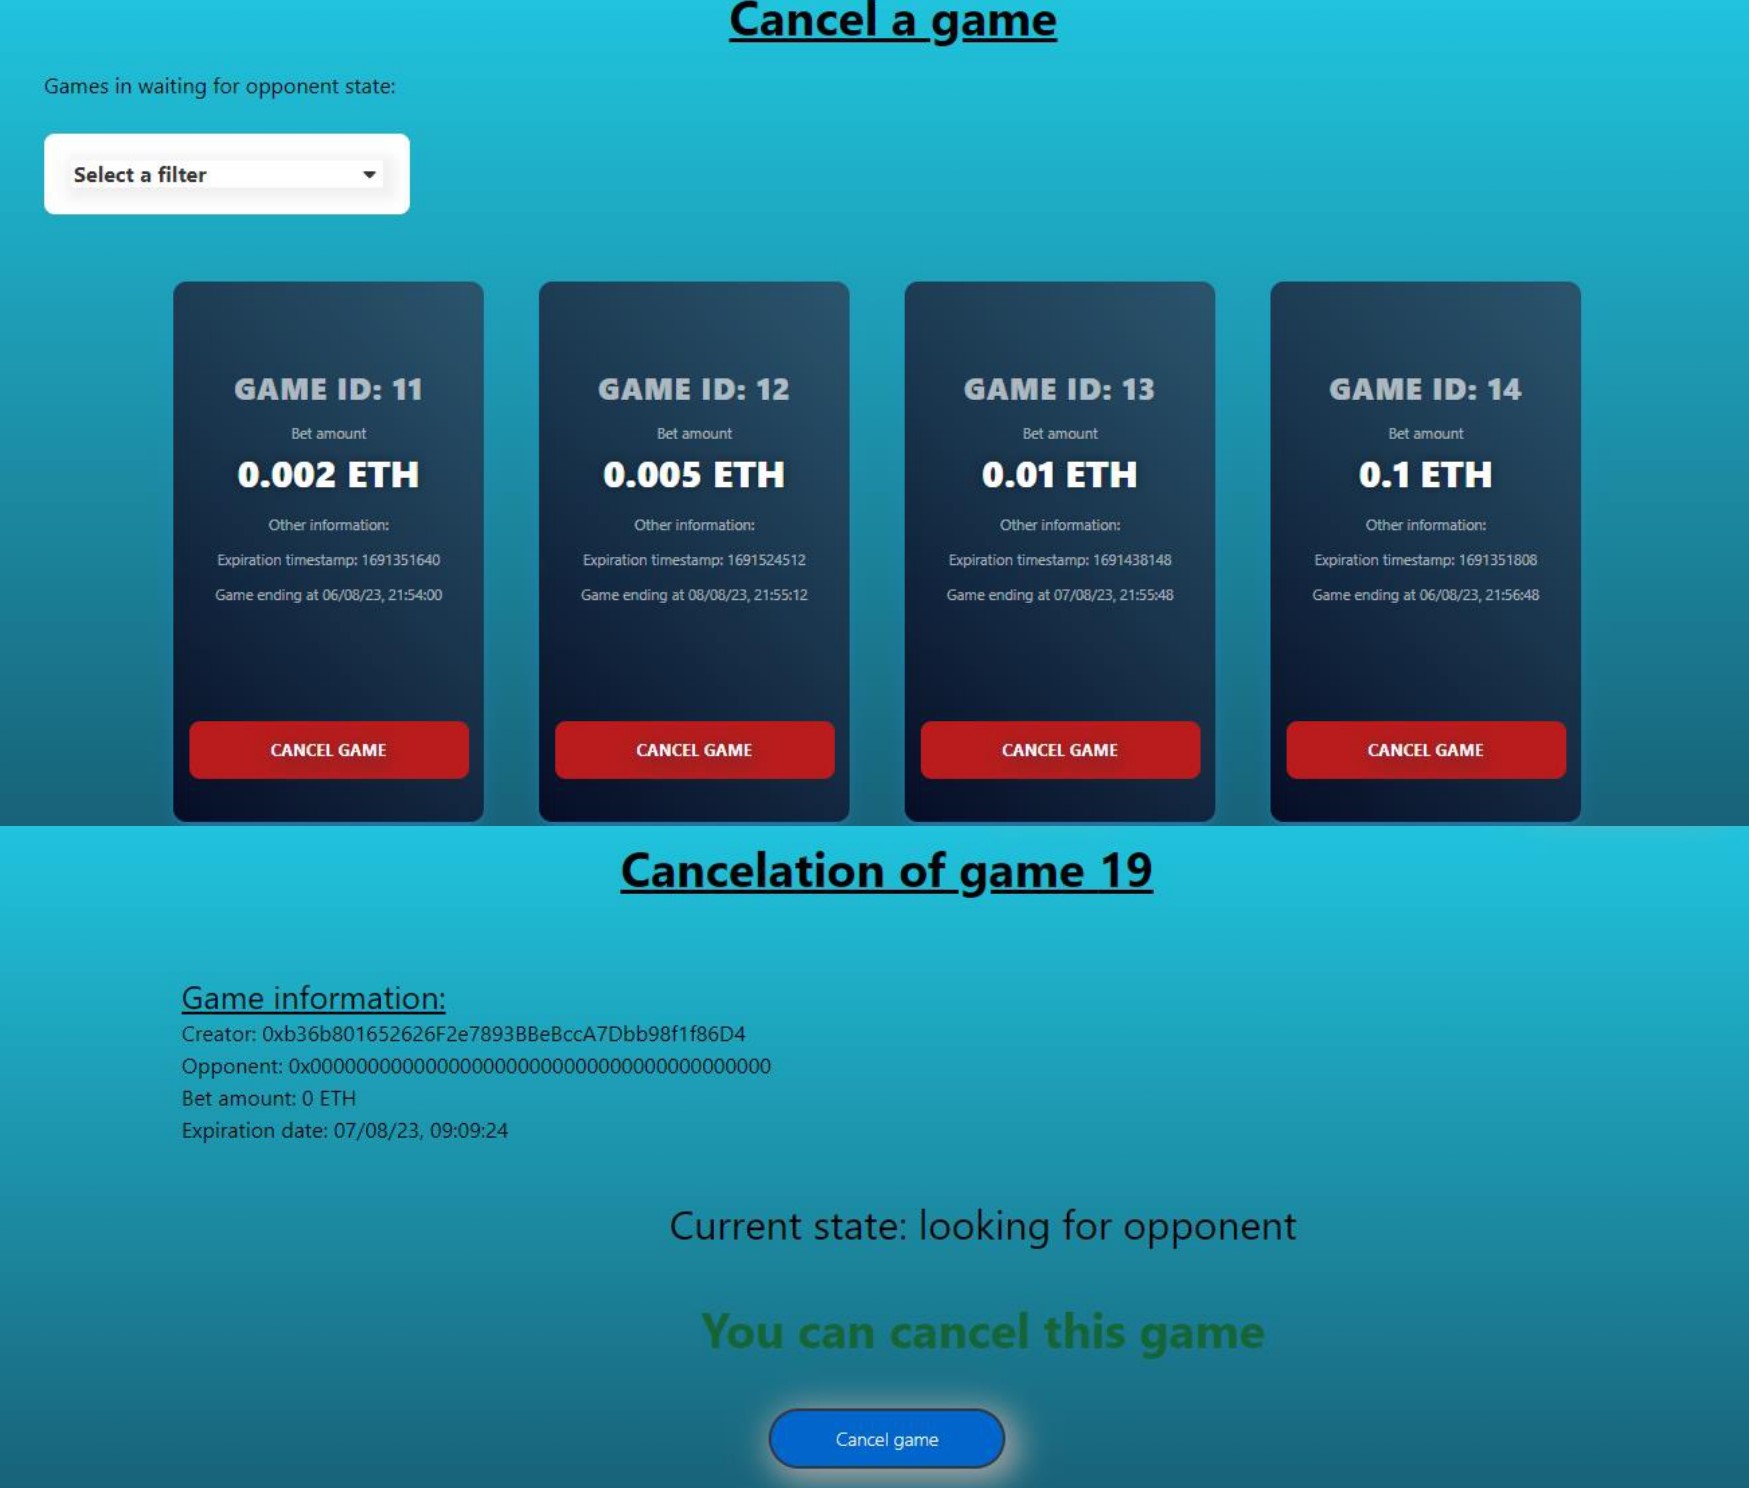 Cancel a game
Games in waiting for opponent state:
Select a filter
GAME ID: 11
Bet amount
0.002 ETH
Other information:
Expiration timestamp: 1691351640
Game ending at 06/08/23, 21:54:00
CANCEL GAME
GAME ID: 12
Bet amount
0.005 ETH
Other information:
Expiration timestamp: 1691524512
Game ending at 08/08/23, 21:55:12
CANCEL GAME
GAME ID: 13
Bet amount
0.01 ETH
Other information:
Expiration timestamp: 1691438148
Game ending at 07/08/23, 21:55:48
CANCEL GAME
GAME ID: 14
Bet amount
0.1 ETH
Other information:
Expiration timestamp: 1691351808
Game ending at 06/08/23, 21:56:48
CANCEL GAME
Cancelation of game 19
Game information:
Creator: 0xb36b801652626F2e7893BBeBccA7Dbb98f1f86D4
Opponent: 0x0000000000000000000000000000000000000000
Bet amount: 0 ETH
Expiration date: 07/08/23, 09:09:24
Current state: looking for opponent
You can cancel this game
Cancel game